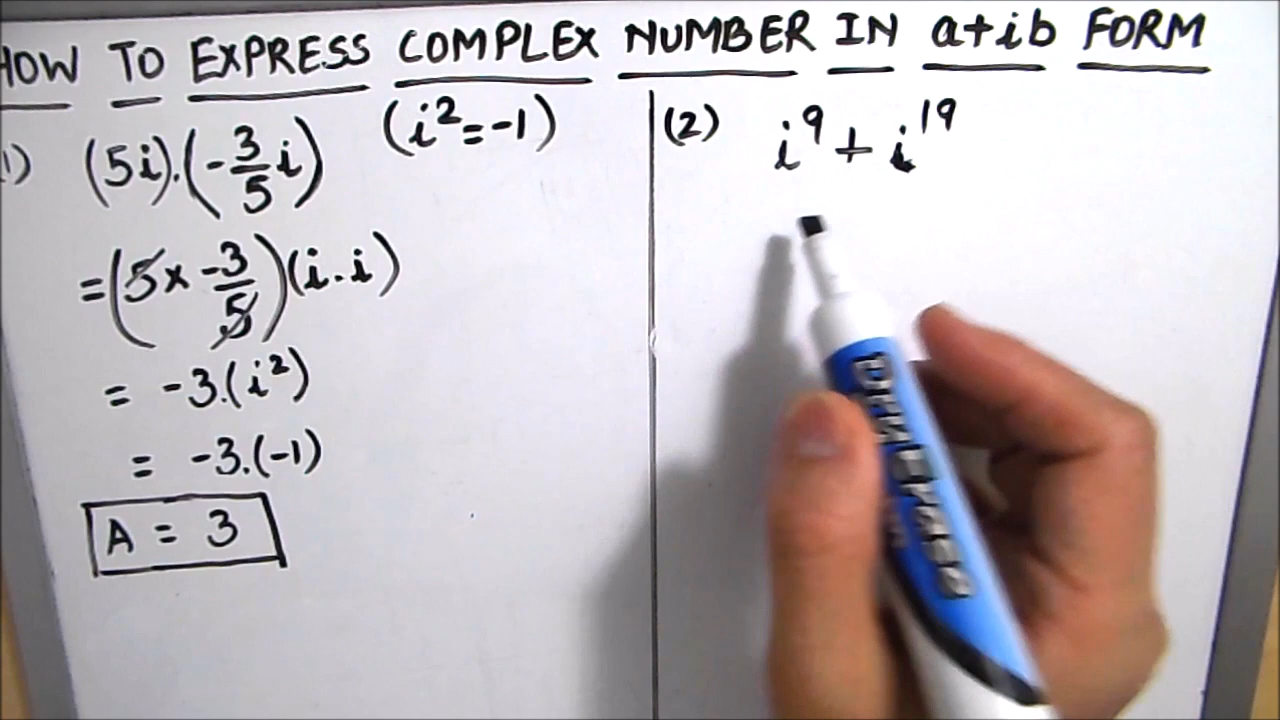 HOW TO EXPRESS COMPLEX NUMBER IN a+ib FORM
1) (5i).(-3/5 i) (i²=-1)
=(5x -3/5)(i.i)
= -3.(i²)
= -3.(-1)
A = 3
(2) i⁹+i¹⁹